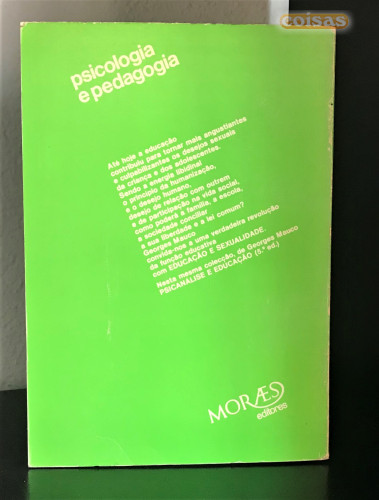 coisas
psicologia
e pedagogia
Até hoje a educação
contribuiu para tornar mais angustiantes
e culpabilizantes os desejos sexuais
da criança e dos adolescentes.
Sendo a energia libidinal
o princípio da humanização,
e o desejo humano,
desejo de relação com outrem
e de participação na vida social,
como poderá a família, a escola,
a sociedade conciliar
a sua liberdade e a lei comum?
Georges Mauco
convida-nos a uma verdadeira revolução
da função educativa
com EDUCAÇÃO E SEXUALIDADE.
Nesta mesma colecção, de Georges Mauco
PSICANÁLISE E EDUCAÇÃO (5.ª ed.)
MORÆS
editores